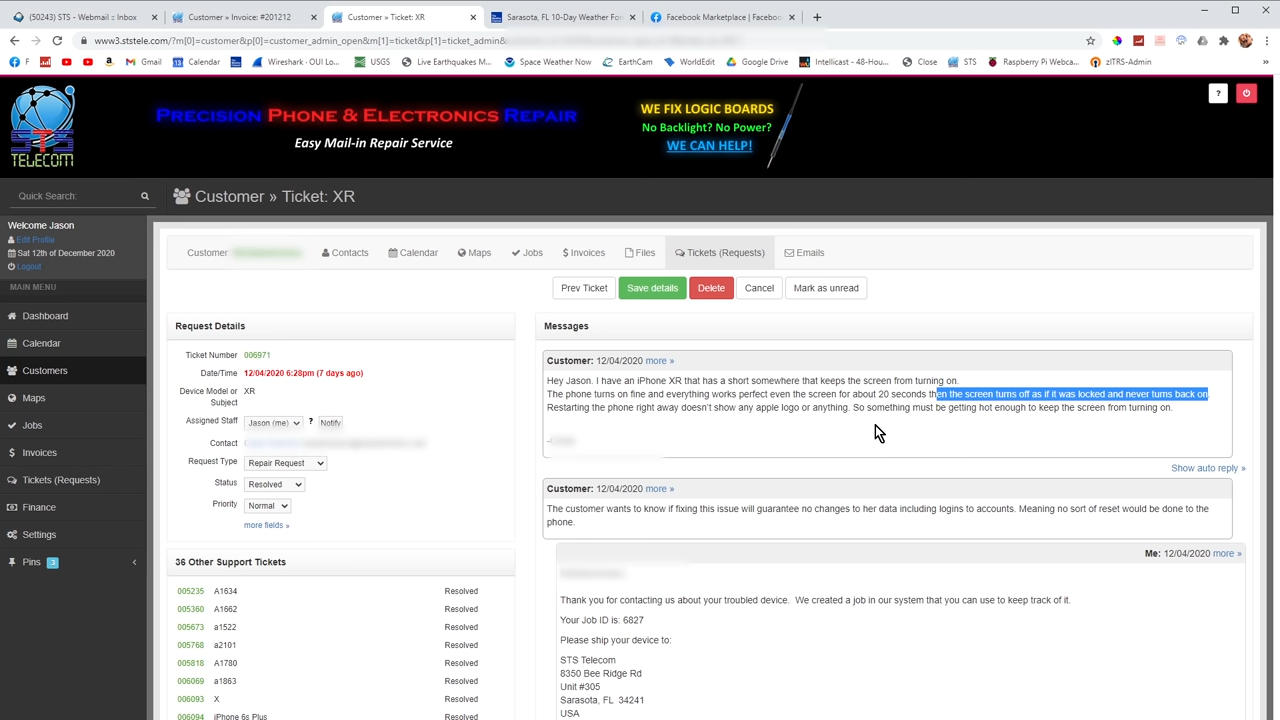 (50243) STS - Webmail :: Inbox
Customer » Invoice: #201212
Customer » Ticket: XR
Sarasota, FL 10-Day Weather For
Facebook Marketplace | Faceboo
www3.ststele.com/?m[0]=customer&p[0]=customer_admin_open&m[1]=ticket&p[1]=ticket_admin&
F
Gmail
Calendar
Wireshark · OUI Lo...
USGS
Live Earthquakes M...
Space Weather Now
EarthCam
WorldEdit
Google Drive
Intellicast - 48-Hou...
Close
STS
Raspberry Pi Webca...
zITRS-Admin
STS
TELECOM
PRECISION PHONE & ELECTRONICS REPAIR
Easy Mail-in Repair Service
WE FIX LOGIC BOARDS
No Backlight? No Power?
WE CAN HELP!
?
Quick Search:
Customer » Ticket: XR
Welcome Jason
Edit Profile
Sat 12th of December 2020
Logout
MAIN MENU
Dashboard
Calendar
Customers
Maps
Jobs
Invoices
Tickets (Requests)
Finance
Settings
Pins 3
Customer
Contacts
Calendar
Maps
Jobs
Invoices
Files
Tickets (Requests)
Emails
Prev Ticket
Save details
Delete
Cancel
Mark as unread
Request Details
Ticket Number 006971
Date/Time 12/04/2020 6:28pm (7 days ago)
Device Model or Subject XR
Assigned Staff Jason (me) ? Notify
Contact
Request Type Repair Request
Status Resolved
Priority Normal
more fields »
36 Other Support Tickets
005235 A1634 Resolved
005360 A1662 Resolved
005673 a1522 Resolved
005768 a2101 Resolved
005818 A1780 Resolved
006069 a1863 Resolved
006093 X Resolved
006094 iPhone 6s Plus Resolved
Messages
Customer: 12/04/2020 more »
Hey Jason. I have an iPhone XR that has a short somewhere that keeps the screen from turning on.
The phone turns on fine and everything works perfect even the screen for about 20 seconds then the screen turns off as if it was locked and never turns back on.
Restarting the phone right away doesn't show any apple logo or anything. So something must be getting hot enough to keep the screen from turning on.
Show auto reply »
Customer: 12/04/2020 more »
The customer wants to know if fixing this issue will guarantee no changes to her data including logins to accounts. Meaning no sort of reset would be done to the
phone.
Me: 12/04/2020 more »
Thank you for contacting us about your troubled device. We created a job in our system that you can use to keep track of it.
Your Job ID is: 6827
Please ship your device to:
STS Telecom
8350 Bee Ridge Rd
Unit #305
Sarasota, FL 34241
USA